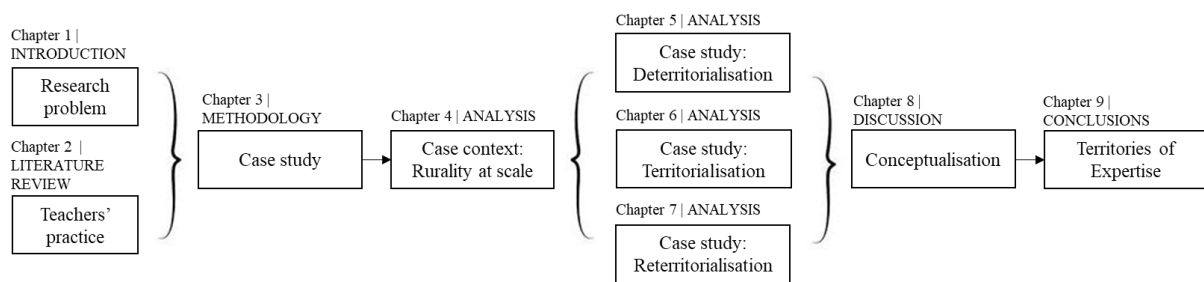 Chapter 1 |
INTRODUCTION
Research
problem
Chapter 2 |
LITERATURE
REVIEW
Teachers’
practice
Chapter 3 |
METHODOLOGY
Case study
Chapter 4 | ANALYSIS
Case context:
Rurality at scale
Chapter 5 | ANALYSIS
Case study:
Deterritorialisation
Chapter 6 | ANALYSIS
Case study:
Territorialisation
Chapter 7 | ANALYSIS
Case study:
Reterritorialisation
Chapter 8 |
DISCUSSION
Conceptualisation
Chapter 9 |
CONCLUSIONS
Territories of
Expertise